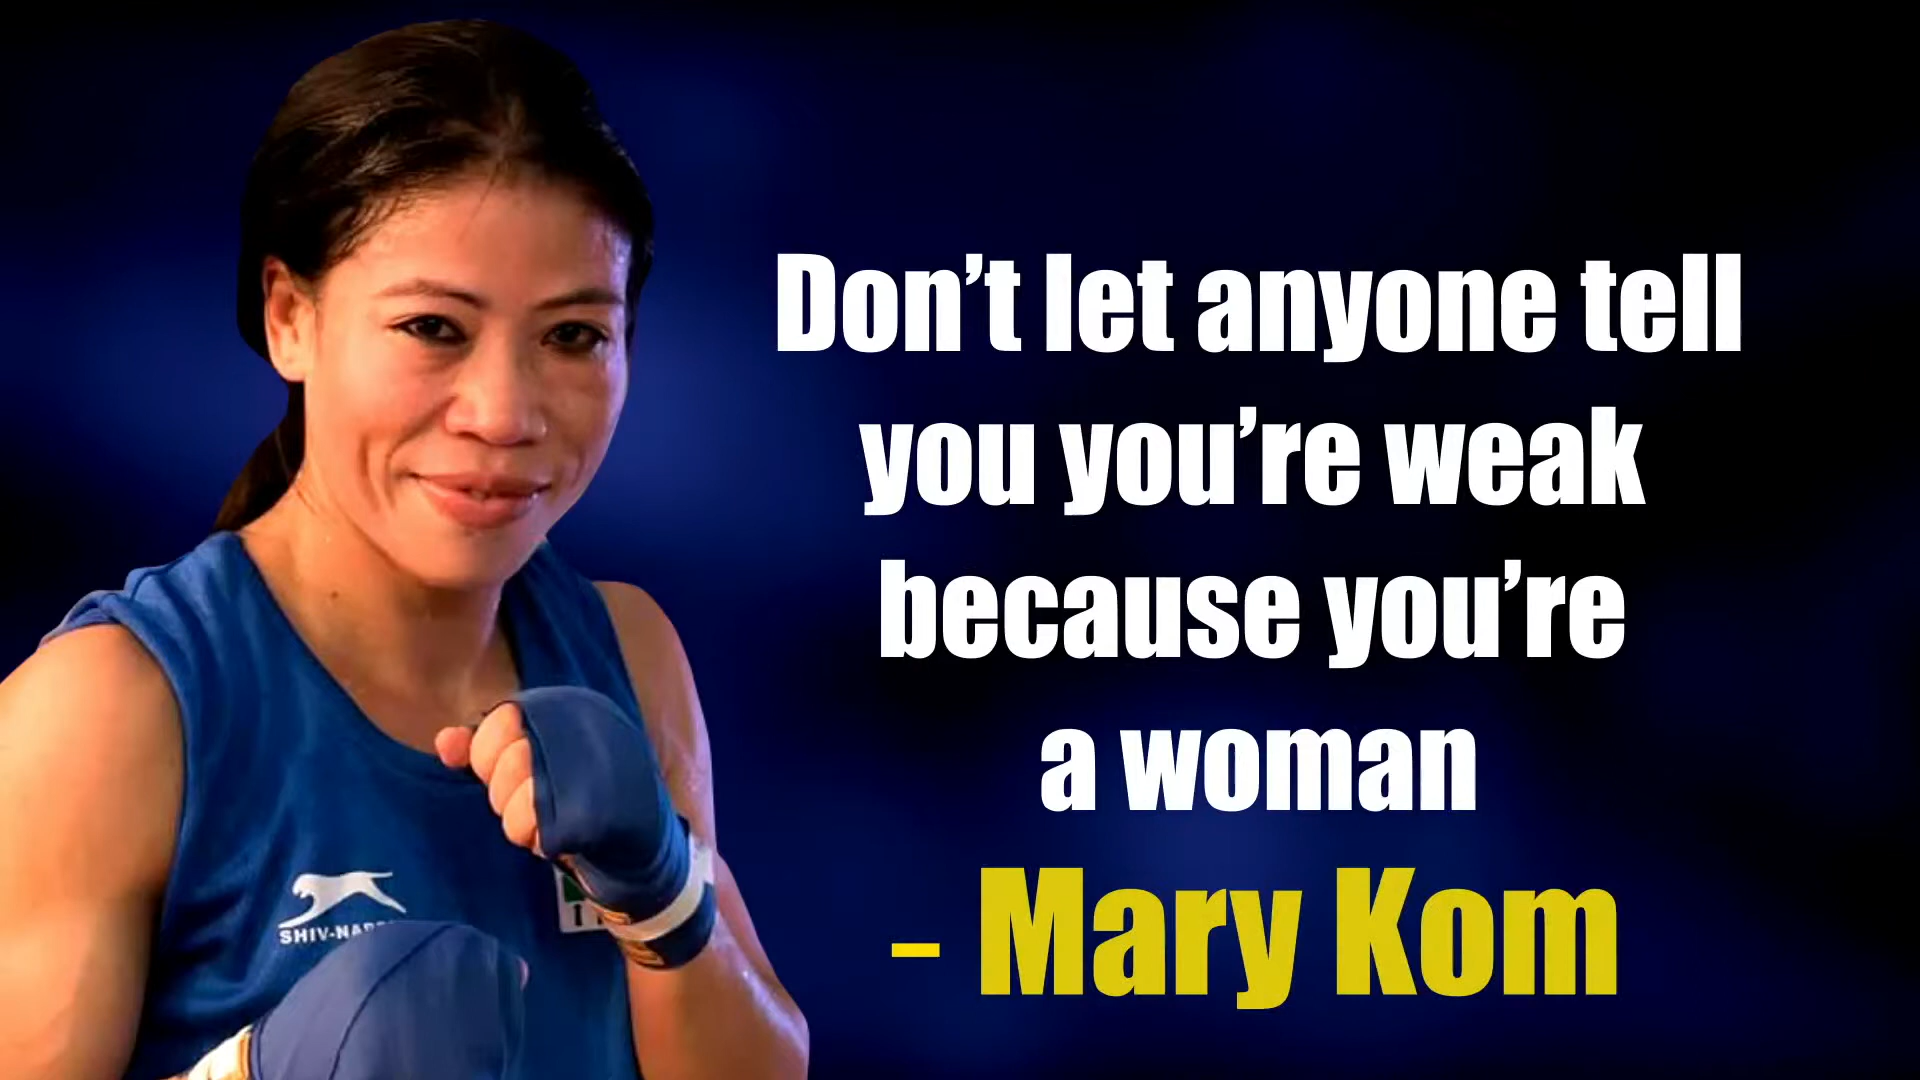 Don’t let anyone tell
you you’re weak
because you’re
a woman
- Mary Kom